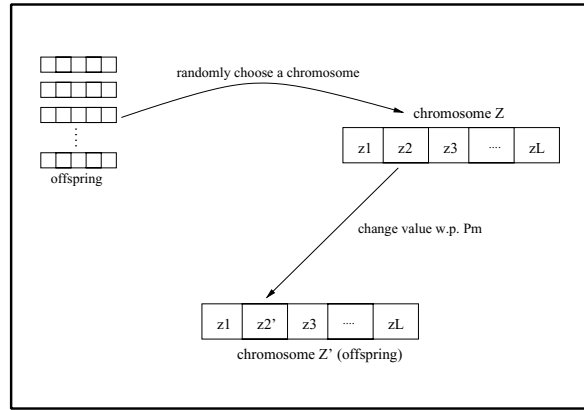 randomly choose a chromosome
chromosome Z
z1 z2 z3 .... zL
offspring
change value w.p. Pm
z1 z2' z3 .... zL
chromosome Z' (offspring)